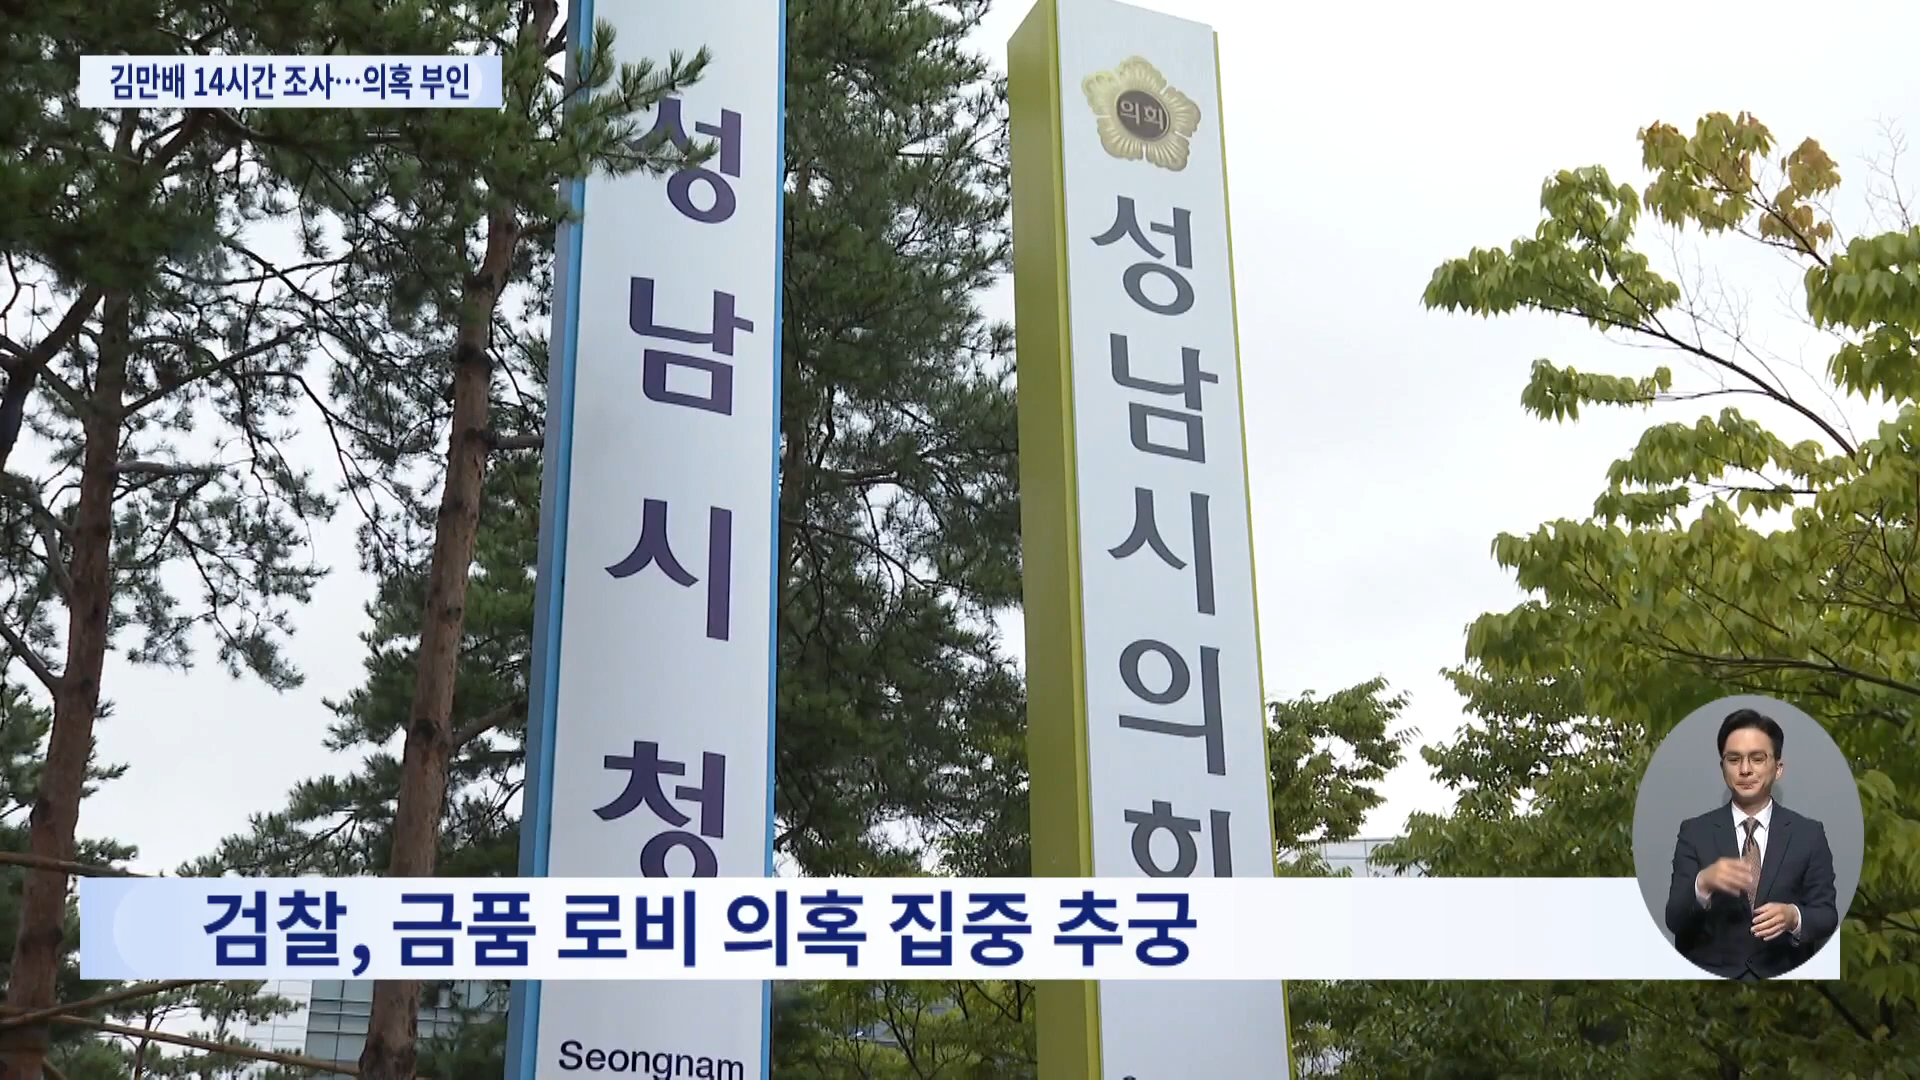 김만배 14시간 조사…의혹 부인
성남시청
Seongnam
의회
성남시의회
검찰, 금품 로비 의혹 집중 추궁